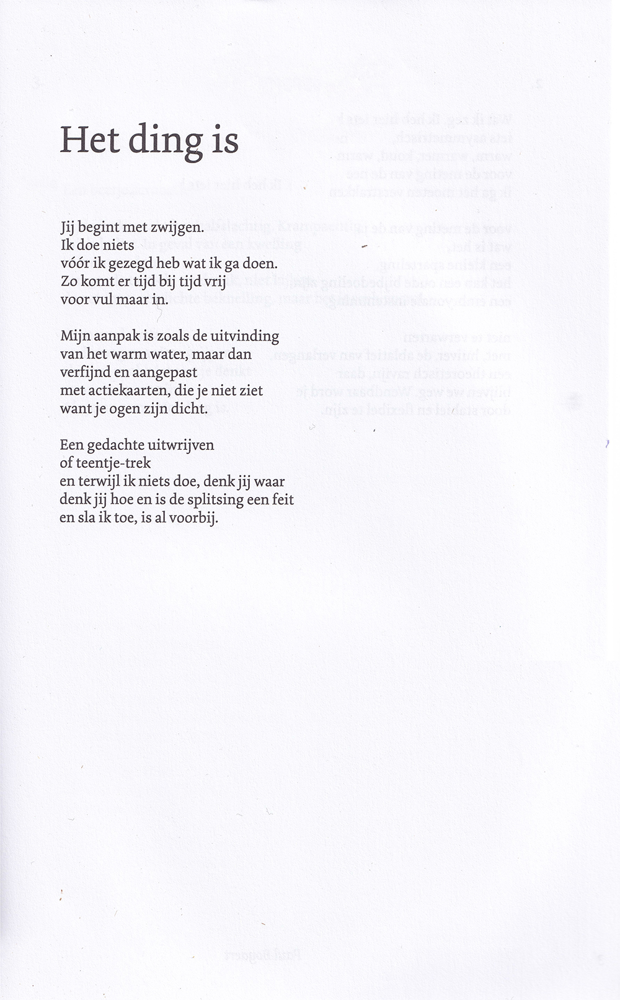 Het ding is
Jij begint met zwijgen.
Ik doe niets
vóór ik gezegd heb wat ik ga doen.
Zo komt er tijd bij tijd vrij
voor vul maar in.
Mijn aanpak is zoals de uitvinding
van het warm water, maar dan
verfijnd en aangepast
met actiekaarten, die je niet ziet
want je ogen zijn dicht.
Een gedachte uitwrijven
of teentje-trek
en terwijl ik niets doe, denk jij waar
denk jij hoe en is de splitsing een feit
en sla ik toe, is al voorbij.